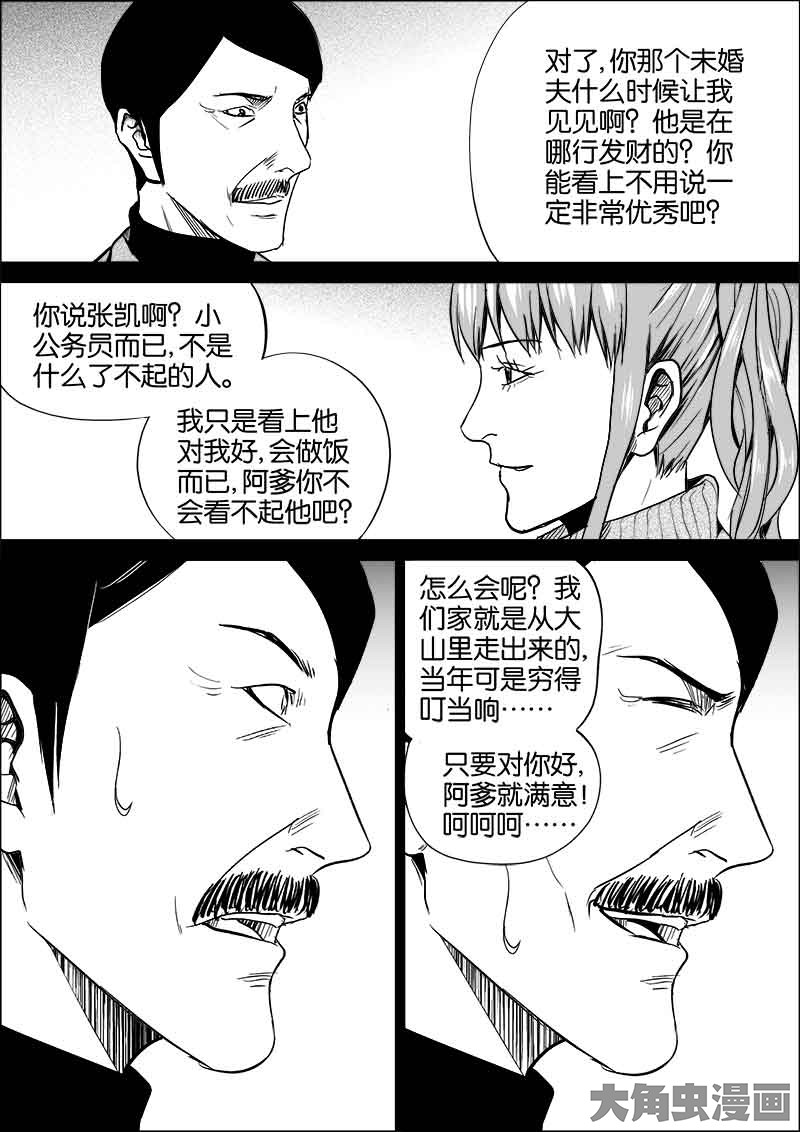 对了,你那个未婚
夫什么时候让我
见见啊？他是在
哪行发财的？你
能看上不用说一
定非常优秀吧？
你说张凯啊？小
公务员而已,不是
什么了不起的人。
我只是看上他
对我好,会做饭
而已,阿爹你不
会看不起他吧？
怎么会呢？我
们家就是从大
山里走出来的,
当年可是穷得
叮当响……
只要对你好,
阿爹就满意！
呵呵呵……
大角虫漫画